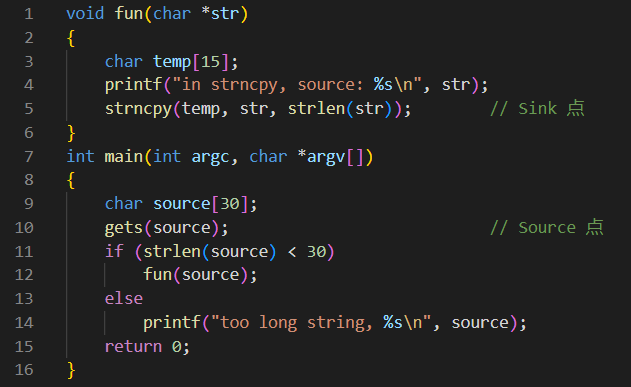 1 void fun(char *str)
2 {
3     char temp[15];
4     printf("in strncpy, source: %s\n", str);
5     strncpy(temp, str, strlen(str));        // Sink 点
6 }
7 int main(int argc, char *argv[])
8 {
9     char source[30];
10     gets(source);                           // Source 点
11     if (strlen(source) < 30)
12         fun(source);
13     else
14         printf("too long string, %s\n", source);
15     return 0;
16 }